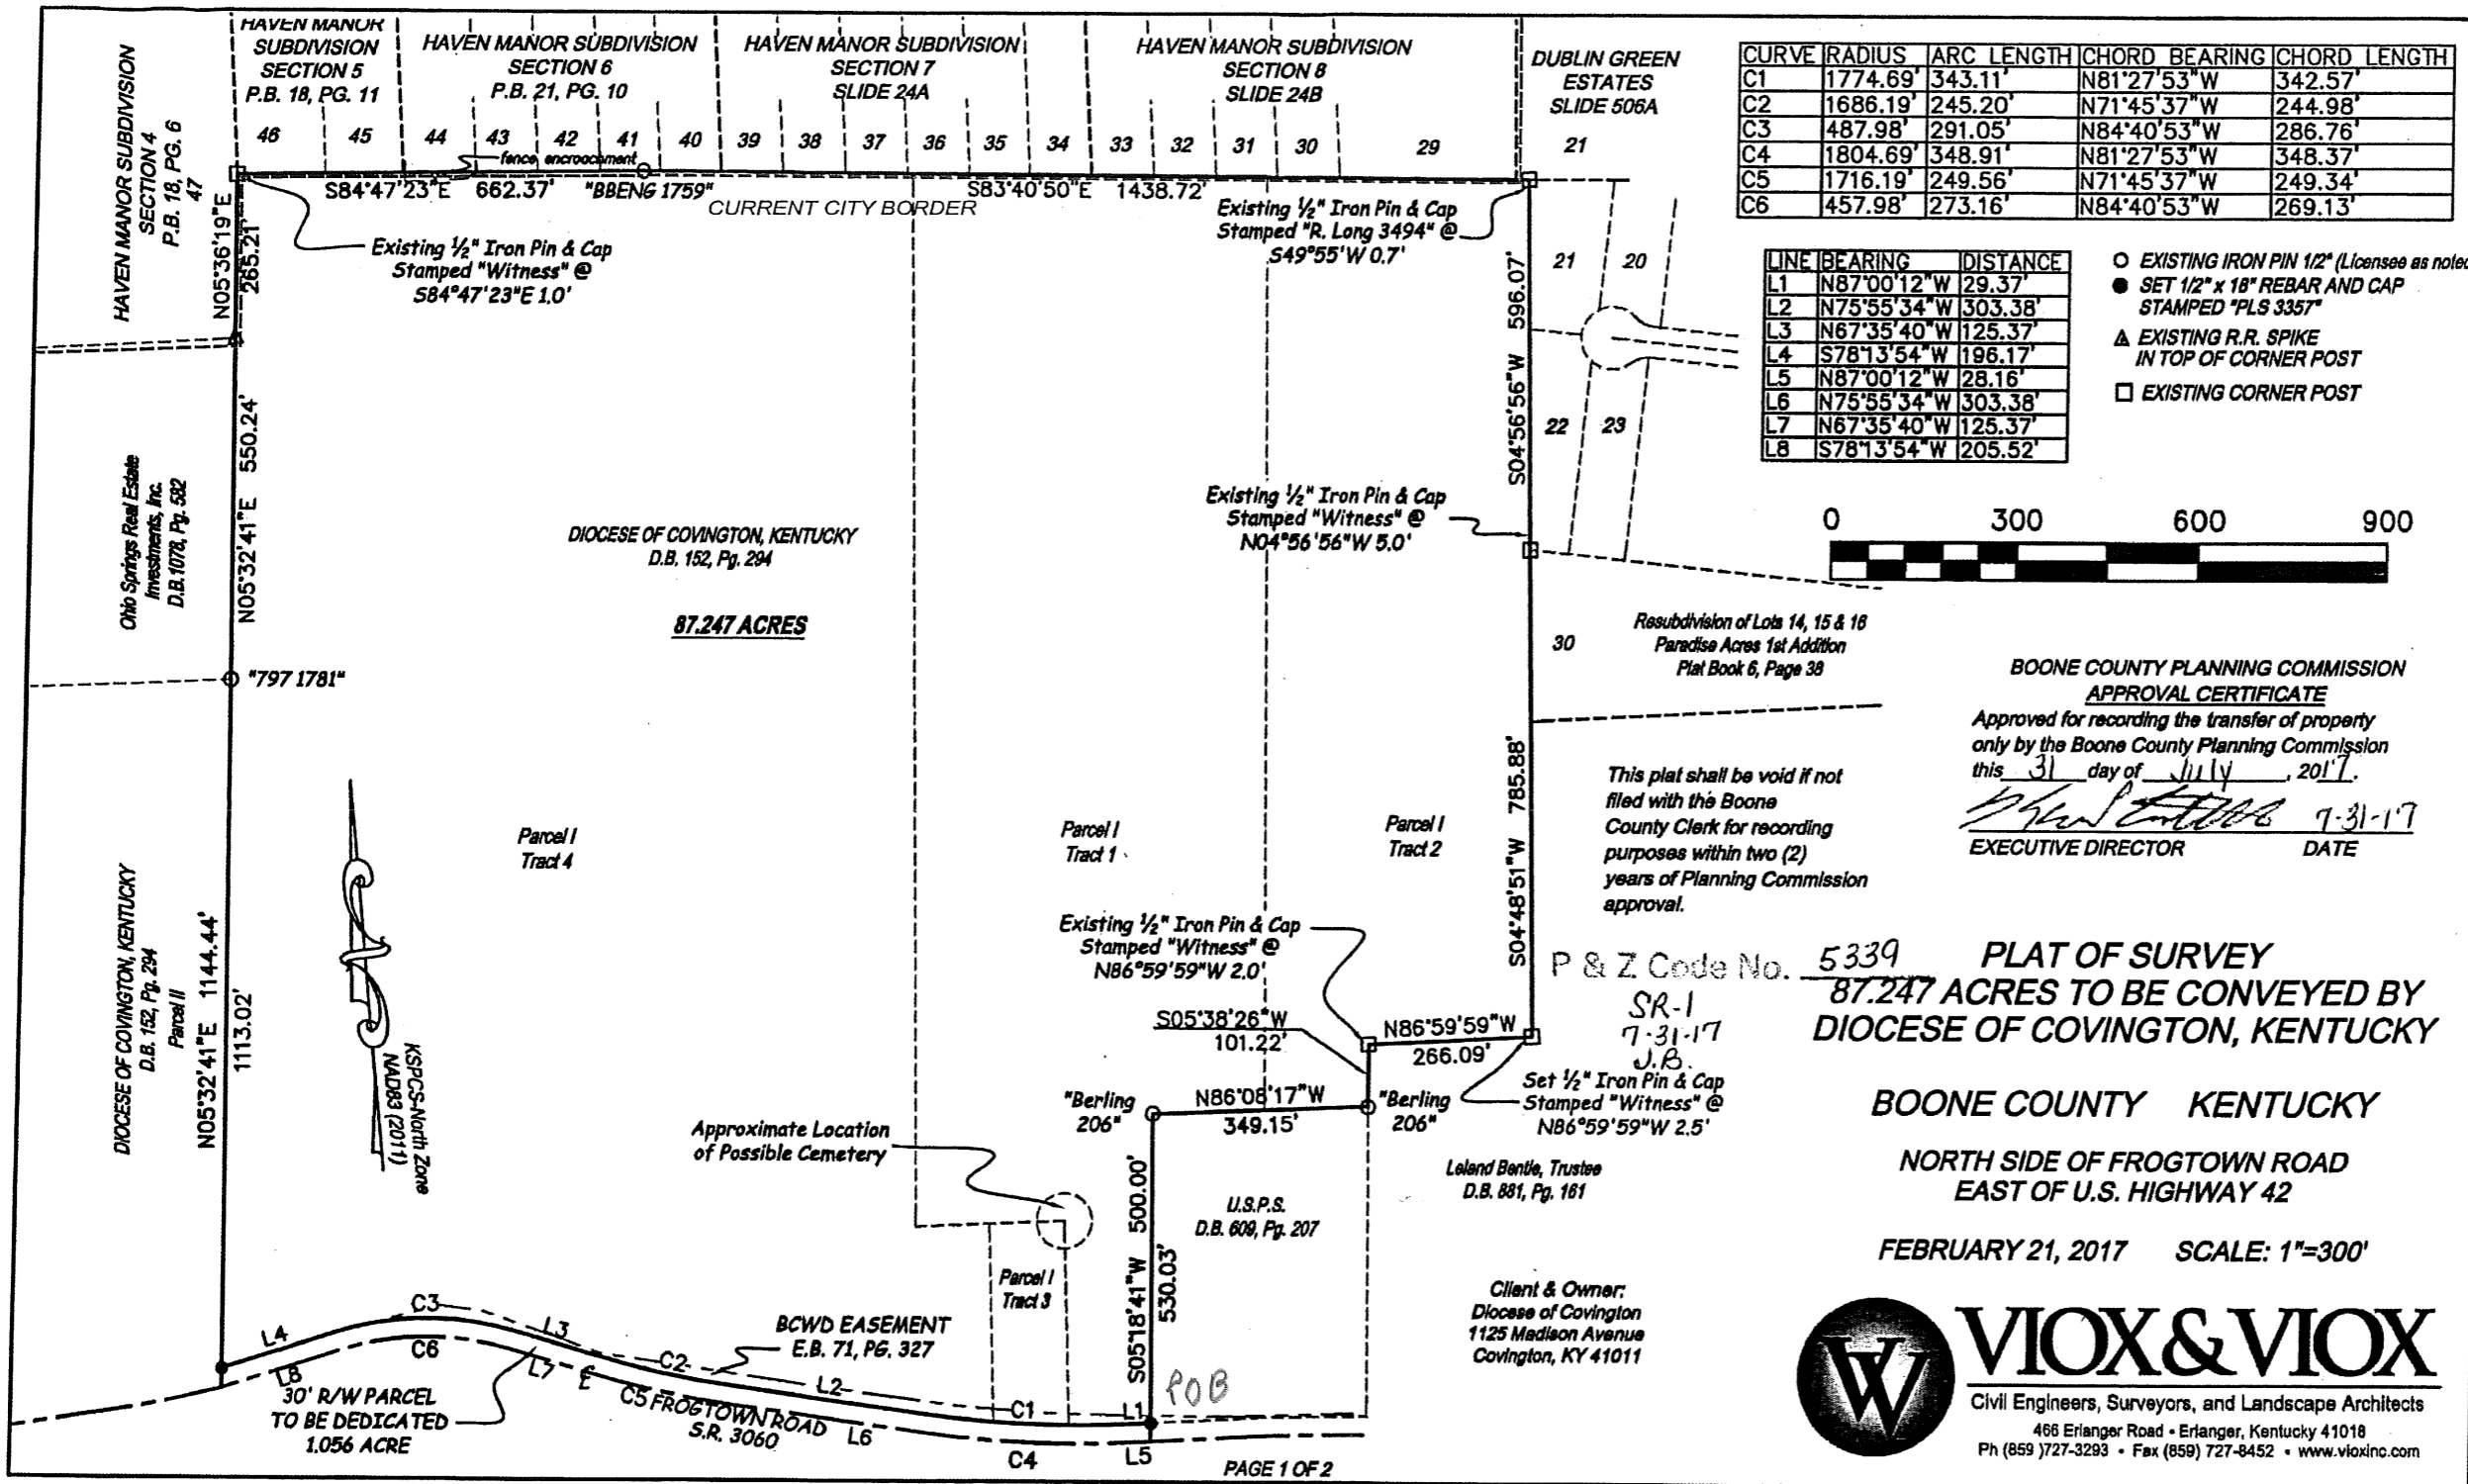 HAVEN MANOR
SUBDIVISION
SECTION 5
P.B. 18, PG. 11
HAVEN MANOR SUBDIVISION
SECTION 6
P.B. 21, PG. 10
HAVEN MANOR SUBDIVISION
SECTION 7
SLIDE 24A
HAVEN MANOR SUBDIVISION
SECTION 8
SLIDE 24B
DUBLIN GREEN
ESTATES
SLIDE 506A
46 45 44 43 42 41 40 39 38 37 36 35 34 33 32 31 30 29 21
HAVEN MANOR SUBDIVISION
SECTION 4
P.B. 18, PG. 6
47
fence encroacament
S84°47'23"E 662.37' "BBENG 1759" S83°40'50"E 1438.72'
CURRENT CITY BORDER
N05°36'19"E
265.21'
Existing ½" Iron Pin & Cap
Stamped "Witness" @
S84°47'23"E 1.0'
Existing ½" Iron Pin & Cap
Stamped "R. Long 3494" @
S49°55'W 0.7'
CURVE RADIUS ARC LENGTH CHORD BEARING CHORD LENGTH
C1 1774.69' 343.11' N81°27'53"W 342.57'
C2 1686.19' 245.20' N71°45'37"W 244.98'
C3 487.98' 291.05' N84°40'53"W 286.76'
C4 1804.69' 348.91' N81°27'53"W 348.37'
C5 1716.19' 249.56' N71°45'37"W 249.34'
C6 457.98' 273.16' N84°40'53"W 269.13'
LINE BEARING DISTANCE
L1 N87°00'12"W 29.37'
L2 N75°55'34"W 303.38'
L3 N67°35'40"W 125.37'
L4 S78°13'54"W 196.17'
L5 N87°00'12"W 28.16'
L6 N75°55'34"W 303.38'
L7 N67°35'40"W 125.37'
L8 S78°13'54"W 205.52'
EXISTING IRON PIN 1/2" (Licensee as noted
SET 1/2" x 18" REBAR AND CAP
STAMPED "PLS 3357"
EXISTING R.R. SPIKE
IN TOP OF CORNER POST
EXISTING CORNER POST
S04°56'56"W 596.07'
21 20
22 23
0 300 600 900
N05°32'41"E 550.24'
Ohio Springs Real Estate
Investments, Inc.
D.B. 1078, Pg. 582
Existing ½" Iron Pin & Cap
Stamped "Witness" @
N04°56'56"W 5.0'
DIOCESE OF COVINGTON, KENTUCKY
D.B. 152, Pg. 294
87.247 ACRES
"797 1781"
30
Resubdivision of Lots 14, 15 & 16
Paradise Acres 1st Addition
Plat Book 6, Page 38
BOONE COUNTY PLANNING COMMISSION
APPROVAL CERTIFICATE
Approved for recording the transfer of property
only by the Boone County Planning Commission
this 31 day of July, 2017.
7-31-17
EXECUTIVE DIRECTOR DATE
This plat shall be void if not
filed with the Boone
County Clerk for recording
purposes within two (2)
years of Planning Commission
approval.
S04°48'51"W 785.88'
Parcel I
Tract 4
Parcel I
Tract 1
Parcel I
Tract 2
DIOCESE OF COVINGTON, KENTUCKY
D.B. 152, Pg. 294
Parcel II
N05°32'41"E 1144.44'
1113.02'
KSPCS-North Zone
NAD83 (2011)
Existing ½" Iron Pin & Cap
Stamped "Witness" @
N86°59'59"W 2.0'
S05°38'26"W
101.22'
N86°59'59"W
266.09'
P & Z Code No. 5339
SR-1
7-31-17
J.B.
Set ½" Iron Pin & Cap
Stamped "Witness" @
N86°59'59"W 2.5'
"Berling
206"
N86°08'17"W
349.15'
"Berling
206"
PLAT OF SURVEY
87.247 ACRES TO BE CONVEYED BY
DIOCESE OF COVINGTON, KENTUCKY
BOONE COUNTY KENTUCKY
NORTH SIDE OF FROGTOWN ROAD
EAST OF U.S. HIGHWAY 42
FEBRUARY 21, 2017 SCALE: 1"=300'
Approximate Location
of Possible Cemetery
S05°18'41"W 500.00'
530.03'
U.S.P.S.
D.B. 609, Pg. 207
Leland Bentle, Trustee
D.B. 881, Pg. 161
Parcel I
Tract 3
Client & Owner:
Diocese of Covington
1125 Madison Avenue
Covington, KY 41011
BCWD EASEMENT
E.B. 71, PG. 327
L4 C3 L3 C2 L2 C1 L1
POB
L8 C6 L7 C5 L6 C4 L5
FROGTOWN ROAD
S.R. 3060
30' R/W PARCEL
TO BE DEDICATED
1.056 ACRE
PAGE 1 OF 2
VIOX & VIOX
Civil Engineers, Surveyors, and Landscape Architects
466 Erlanger Road • Erlanger, Kentucky 41018
Ph (859 )727-3293 • Fax (859) 727-8452 • www.vioxinc.com